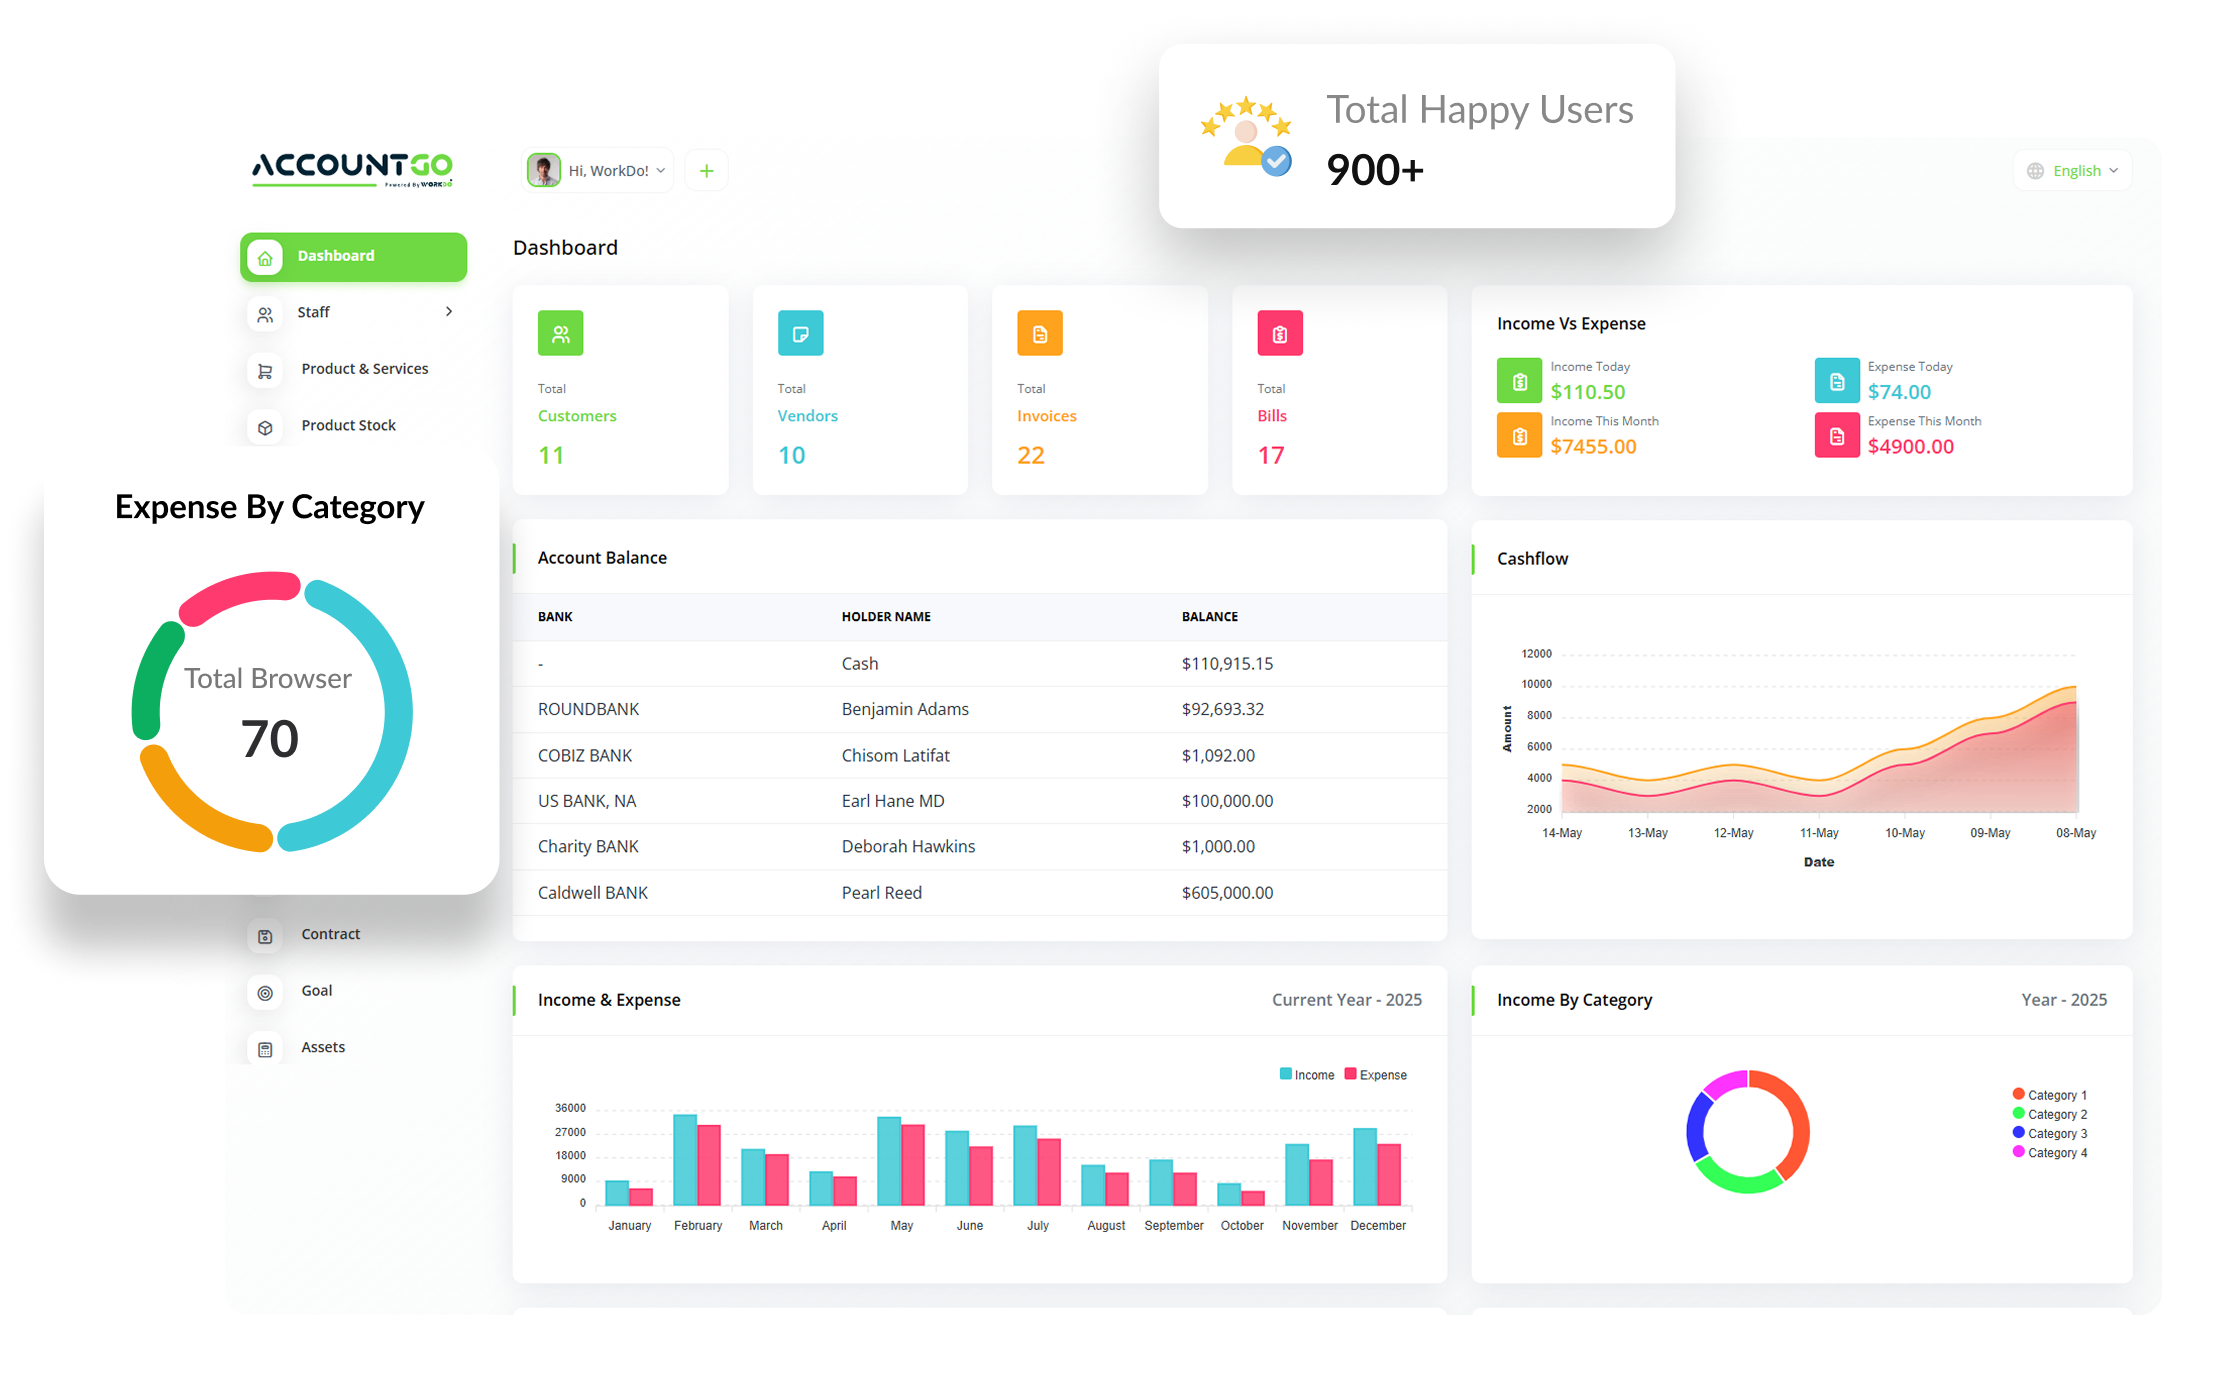 Total Happy Users
900+
ACCOUNTGO
Powered By WORKDO
Hi, WorkDo!
+
English
Dashboard
Staff
Product & Services
Product Stock
Expense By Category
Total Browser
70
Contract
Goal
Assets
Dashboard
Total
Customers
11
Total
Vendors
10
Total
Invoices
22
Total
Bills
17
Income Vs Expense
Income Today
$110.50
Expense Today
$74.00
Income This Month
$7455.00
Expense This Month
$4900.00
Account Balance
BANK HOLDER NAME BALANCE
- Cash $110,915.15
ROUNDBANK Benjamin Adams $92,693.32
COBIZ BANK Chisom Latifat $1,092.00
US BANK, NA Earl Hane MD $100,000.00
Charity BANK Deborah Hawkins $1,000.00
Caldwell BANK Pearl Reed $605,000.00
Cashflow
Amount
12000
10000
8000
6000
4000
2000
14-May 13-May 12-May 11-May 10-May 09-May 08-May
Date
Income & Expense Current Year - 2025
Income Expense
36000
27000
18000
9000
0
January February March April May June July August September October November December
Income By Category Year - 2025
Category 1
Category 2
Category 3
Category 4